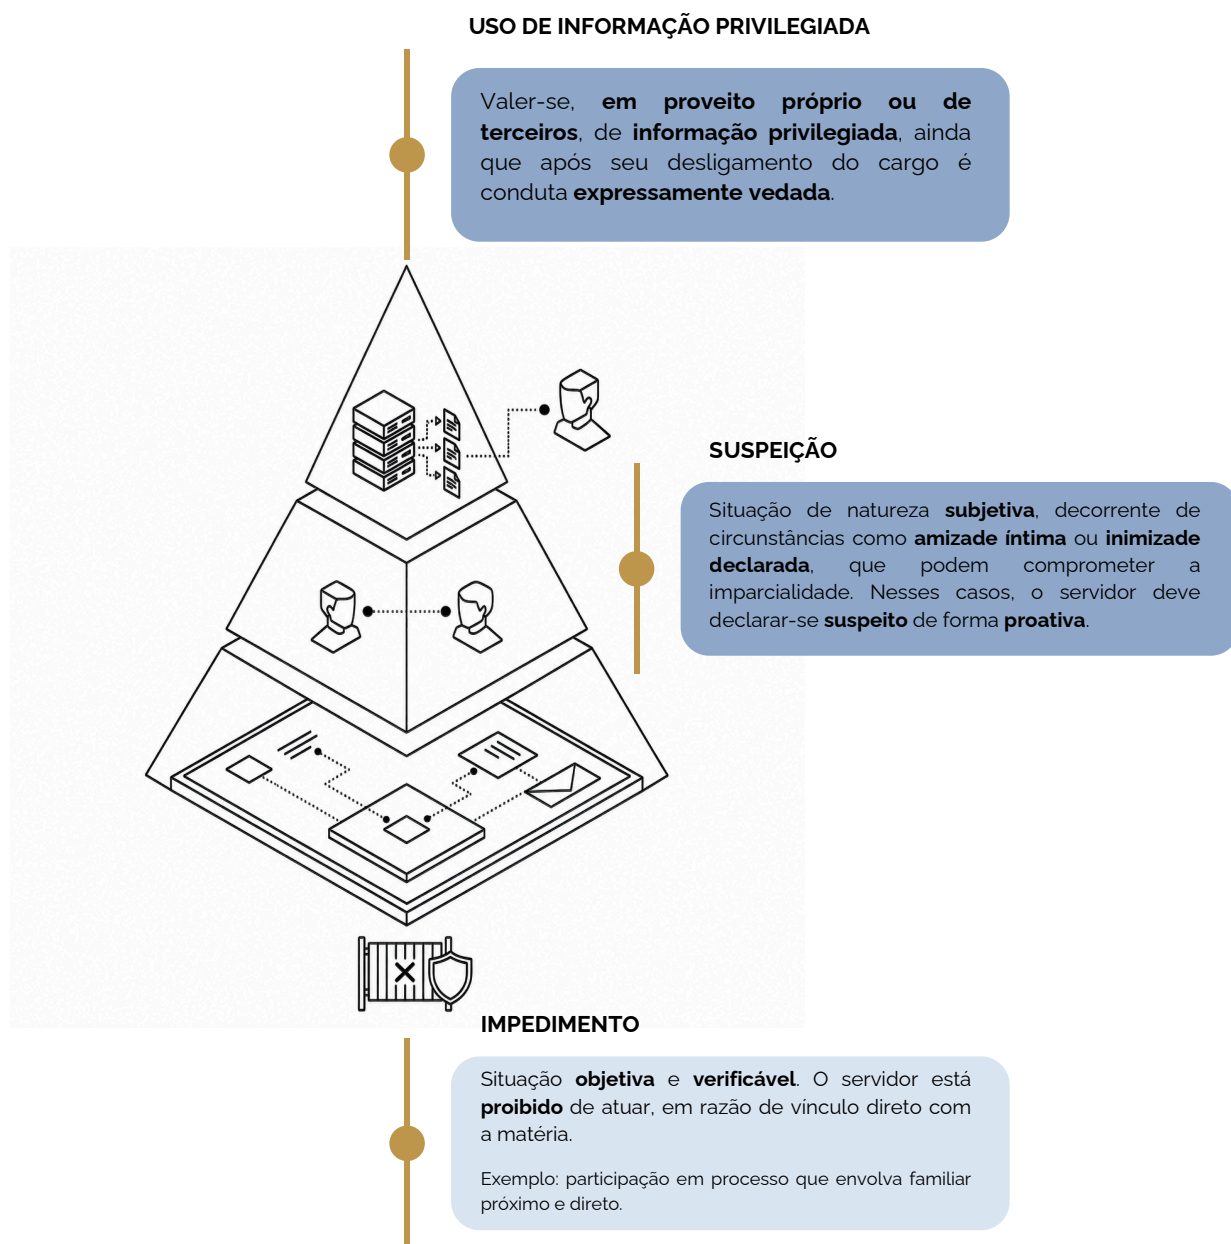 USO DE INFORMAÇÃO PRIVILEGIADA
Valer-se, em proveito próprio ou de
terceiros, de informação privilegiada, ainda
que após seu desligamento do cargo é
conduta expressamente vedada.
SUSPEIÇÃO
Situação de natureza subjetiva, decorrente de
circunstâncias como amizade íntima ou inimizade
declarada, que podem comprometer a
imparcialidade. Nesses casos, o servidor deve
declarar-se suspeito de forma proativa.
IMPEDIMENTO
Situação objetiva e verificável. O servidor está
proibido de atuar, em razão de vínculo direto com
a matéria.
Exemplo: participação em processo que envolva familiar
próximo e direto.